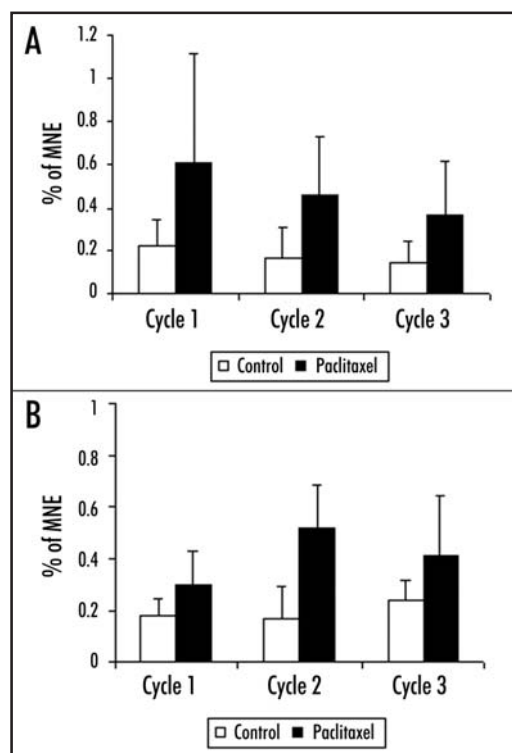 A
1.2
1
0.8
0.6
0.4
0.2
0
% of MNE
Cycle 1 Cycle 2 Cycle 3
Control Paclitaxel
B
1
0.8
0.6
0.4
0.2
0
% of MNE
Cycle 1 Cycle 2 Cycle 3
Control Paclitaxel